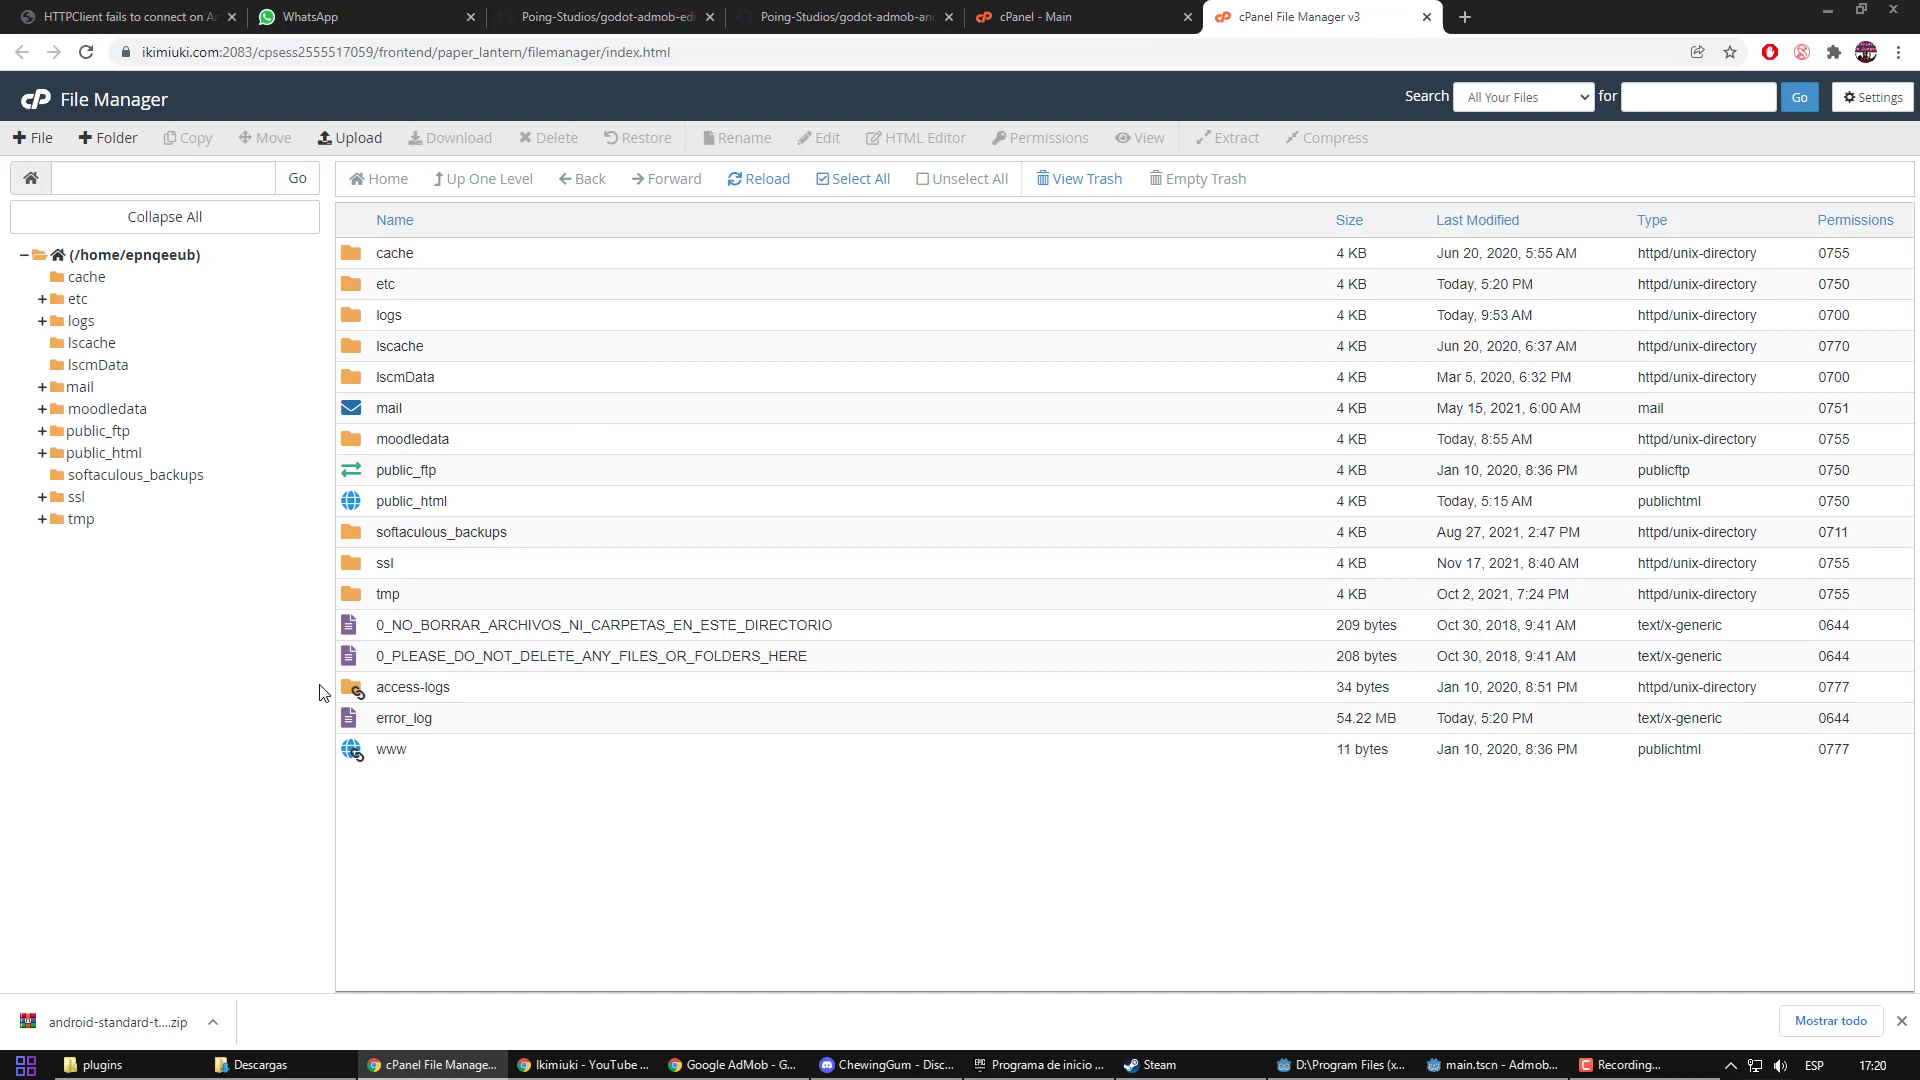 HTTPClient fails to connect on Ar
WhatsApp
Poing-Studios/godot-admob-edi
Poing-Studios/godot-admob-and
cPanel - Main
cPanel File Manager v3
ikimiuki.com:2083/cpsess2555517059/frontend/paper_lantern/filemanager/index.html
cP File Manager
Search All Your Files for Go Settings
File Folder Copy Move Upload Download Delete Restore Rename Edit HTML Editor Permissions View Extract Compress
Go
Home Up One Level Back Forward Reload Select All Unselect All View Trash Empty Trash
Collapse All
(/home/epnqeeub)
cache
etc
logs
lscache
lscmData
mail
moodledata
public_ftp
public_html
softaculous_backups
ssl
tmp
Name Size Last Modified Type Permissions
cache 4 KB Jun 20, 2020, 5:55 AM httpd/unix-directory 0755
etc 4 KB Today, 5:20 PM httpd/unix-directory 0750
logs 4 KB Today, 9:53 AM httpd/unix-directory 0700
lscache 4 KB Jun 20, 2020, 6:37 AM httpd/unix-directory 0770
lscmData 4 KB Mar 5, 2020, 6:32 PM httpd/unix-directory 0700
mail 4 KB May 15, 2021, 6:00 AM mail 0751
moodledata 4 KB Today, 8:55 AM httpd/unix-directory 0755
public_ftp 4 KB Jan 10, 2020, 8:36 PM publicftp 0750
public_html 4 KB Today, 5:15 AM publichtml 0750
softaculous_backups 4 KB Aug 27, 2021, 2:47 PM httpd/unix-directory 0711
ssl 4 KB Nov 17, 2021, 8:40 AM httpd/unix-directory 0755
tmp 4 KB Oct 2, 2021, 7:24 PM httpd/unix-directory 0755
0_NO_BORRAR_ARCHIVOS_NI_CARPETAS_EN_ESTE_DIRECTORIO 209 bytes Oct 30, 2018, 9:41 AM text/x-generic 0644
0_PLEASE_DO_NOT_DELETE_ANY_FILES_OR_FOLDERS_HERE 208 bytes Oct 30, 2018, 9:41 AM text/x-generic 0644
access-logs 34 bytes Jan 10, 2020, 8:51 PM httpd/unix-directory 0777
error_log 54.22 MB Today, 5:20 PM text/x-generic 0644
www 11 bytes Jan 10, 2020, 8:36 PM publichtml 0777
android-standard-t....zip
Mostrar todo
plugins
Descargas
cPanel File Manage...
Ikimiuki - YouTube ...
Google AdMob - G...
ChewingGum - Disc...
Programa de inicio ...
Steam
D:\Program Files (x...
main.tscn - Admob...
Recording...
ESP
17:20